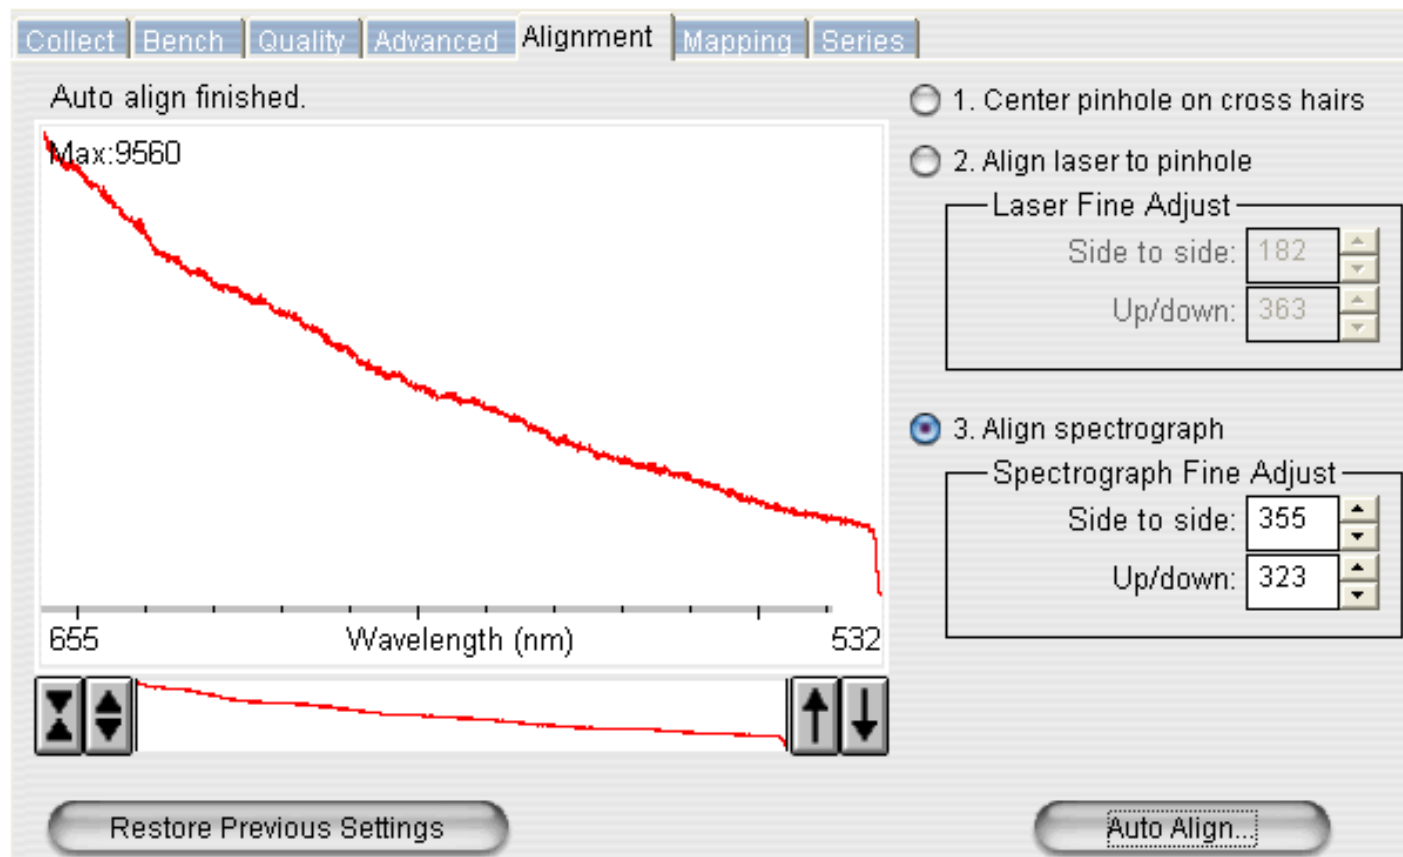 Collect Bench Quality Advanced Alignment Mapping Series
Auto align finished.
Max:9560
655 Wavelength (nm) 532
1. Center pinhole on cross hairs
2. Align laser to pinhole
Laser Fine Adjust
Side to side: 182
Up/down: 363
3. Align spectrograph
Spectrograph Fine Adjust
Side to side: 355
Up/down: 323
Restore Previous Settings
Auto Align...